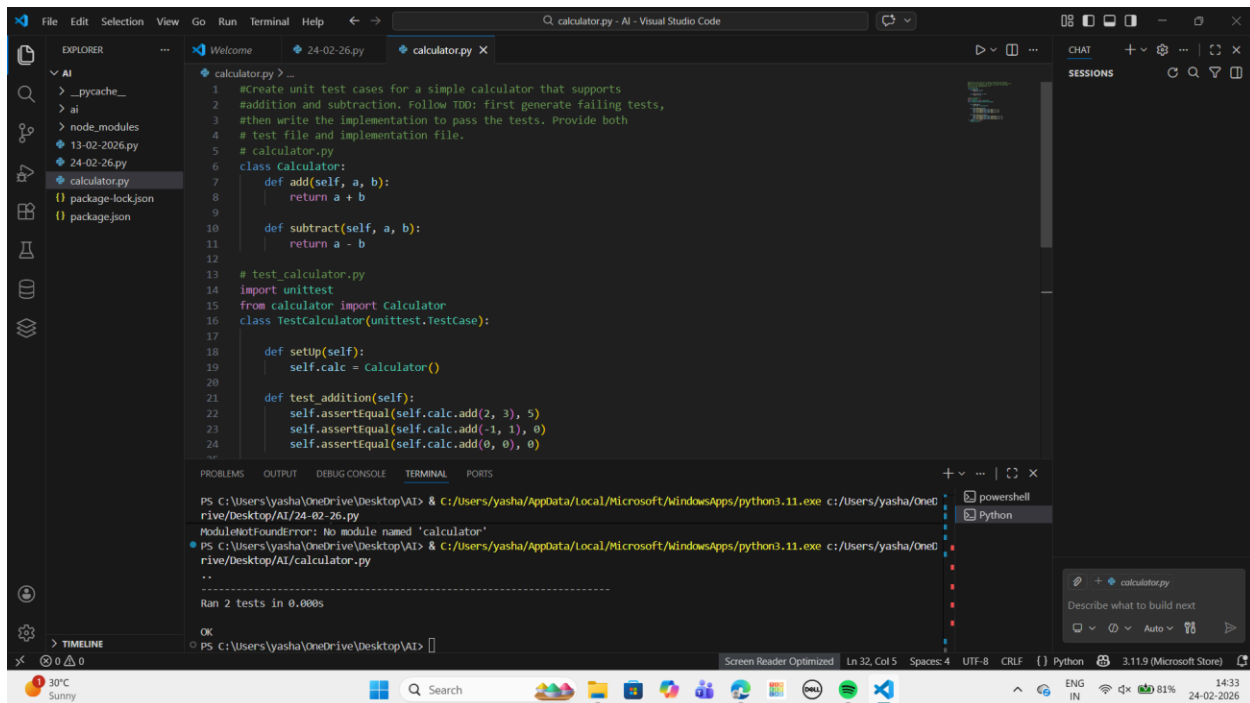 File Edit Selection View Go Run Terminal Help
calculator.py - AI - Visual Studio Code
EXPLORER
AI
__pycache__
ai
node_modules
13-02-2026.py
24-02-26.py
calculator.py
package-lock.json
package.json
TIMELINE
Welcome 24-02-26.py calculator.py
calculator.py > ...
1 #Create unit test cases for a simple calculator that supports
2 #addition and subtraction. Follow TDD: first generate failing tests,
3 #then write the implementation to pass the tests. Provide both
4 # test file and implementation file.
5 # calculator.py
6 class Calculator:
7 def add(self, a, b):
8 return a + b
9
10 def subtract(self, a, b):
11 return a - b
12
13 # test_calculator.py
14 import unittest
15 from calculator import Calculator
16 class TestCalculator(unittest.TestCase):
17
18 def setUp(self):
19 self.calc = Calculator()
20
21 def test_addition(self):
22 self.assertEqual(self.calc.add(2, 3), 5)
23 self.assertEqual(self.calc.add(-1, 1), 0)
24 self.assertEqual(self.calc.add(0, 0), 0)
PROBLEMS OUTPUT DEBUG CONSOLE TERMINAL PORTS
PS C:\Users\yasha\OneDrive\Desktop\AI> & C:/Users/yasha/AppData/Local/Microsoft/WindowsApps/python3.11.exe c:/Users/yasha/OneD
rive/Desktop/AI/24-02-26.py
ModuleNotFoundError: No module named 'calculator'
PS C:\Users\yasha\OneDrive\Desktop\AI> & C:/Users/yasha/AppData/Local/Microsoft/WindowsApps/python3.11.exe c:/Users/yasha/OneD
rive/Desktop/AI/calculator.py
..
----------------------------------------------------------------------
Ran 2 tests in 0.000s
OK
PS C:\Users\yasha\OneDrive\Desktop\AI>
powershell
Python
CHAT
SESSIONS
calculator.py
Describe what to build next
Auto
0 0
Screen Reader Optimized Ln 32, Col 5 Spaces: 4 UTF-8 CRLF {} Python 3.11.9 (Microsoft Store)
1
30°C
Sunny
Search
DELL
ENG
IN
81%
14:33
24-02-2026